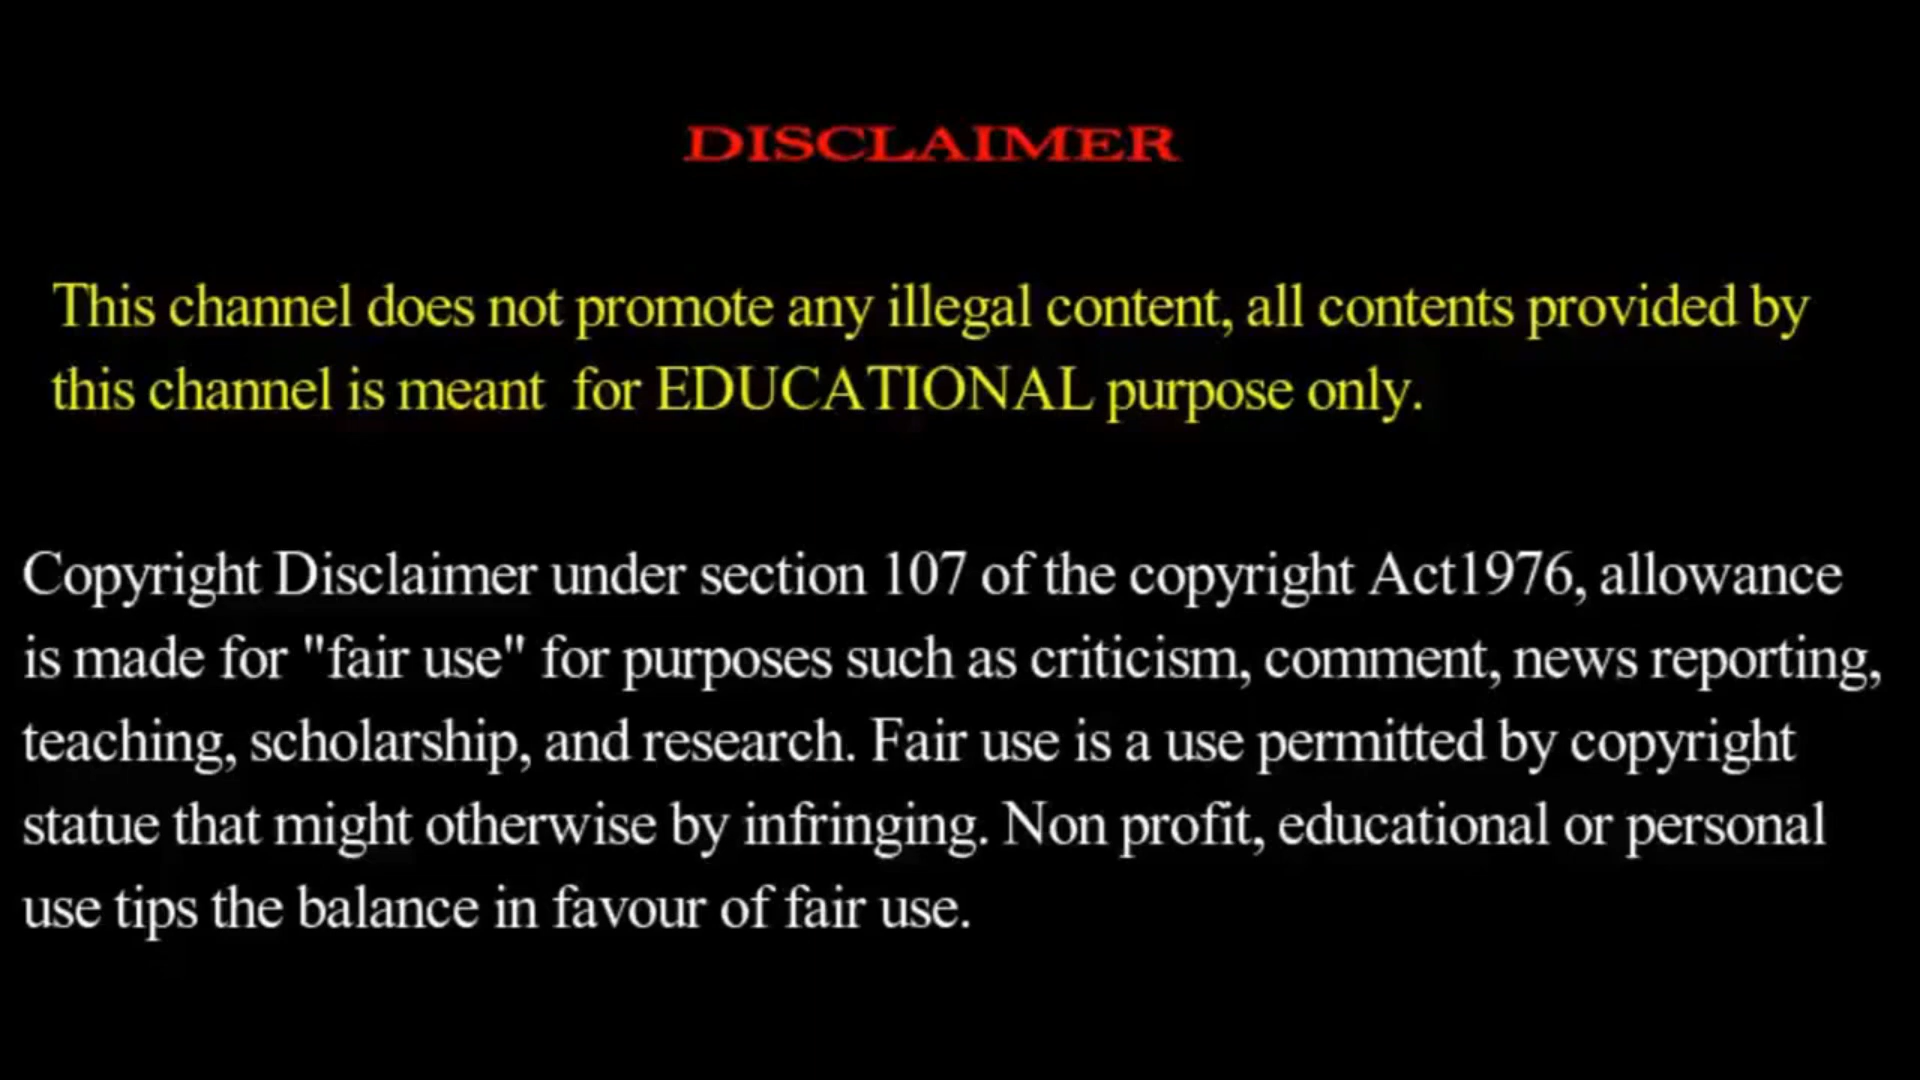 DISCLAIMER
This channel does not promote any illegal content, all contents provided by
this channel is meant  for EDUCATIONAL purpose only.
Copyright Disclaimer under section 107 of the copyright Act1976, allowance
is made for "fair use" for purposes such as criticism, comment, news reporting,
teaching, scholarship, and research. Fair use is a use permitted by copyright
statue that might otherwise by infringing. Non profit, educational or personal
use tips the balance in favour of fair use.